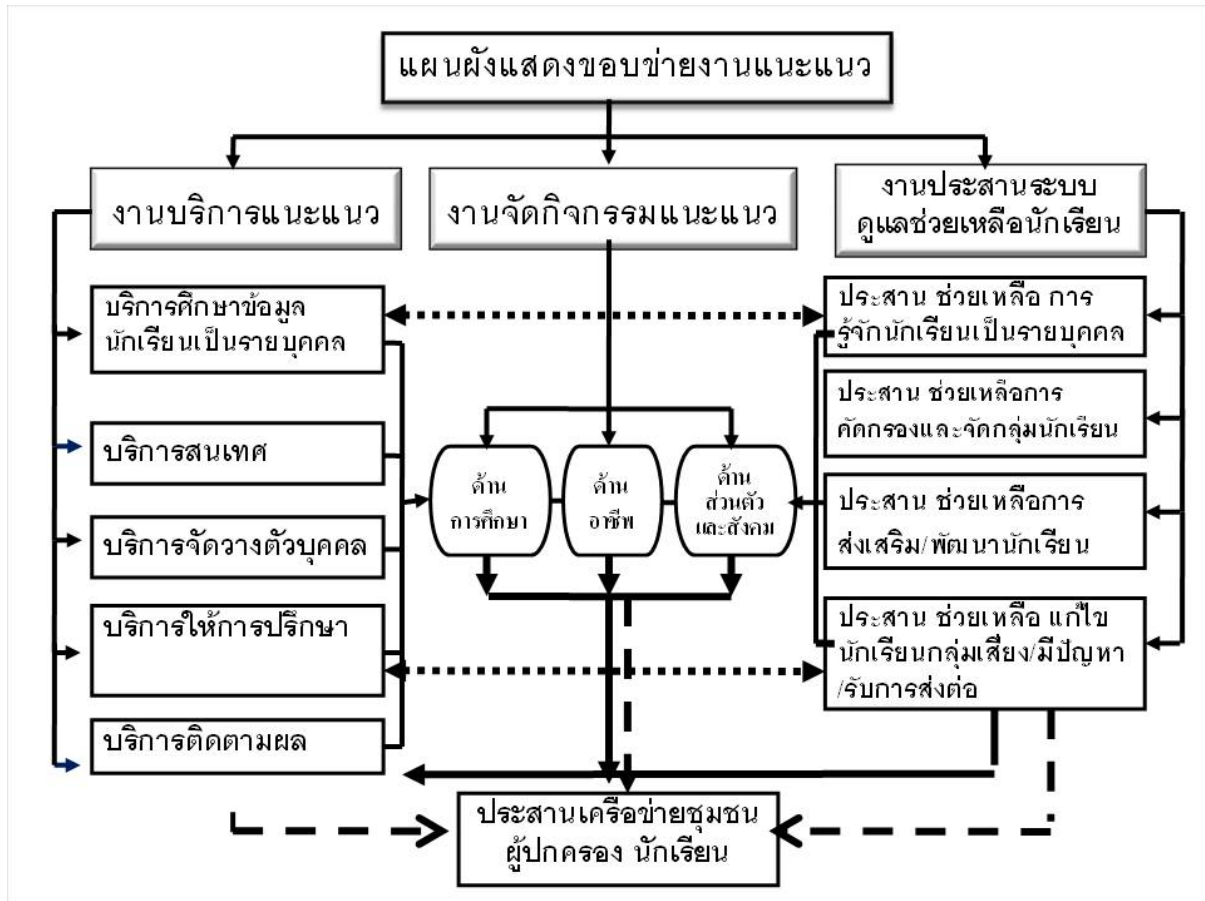 แผนผังแสดงขอบข่ายงานแนะแนว
งานบริการแนะแนว
งานจัดกิจกรรมแนะแนว
งานประสานระบบ
ดูแลช่วยเหลือนักเรียน
บริการศึกษาข้อมูล
นักเรียนเป็นรายบุคคล
บริการสนเทศ
บริการจัดวางตัวบุคคล
บริการให้การปรึกษา
บริการติดตามผล
ด้าน
การศึกษา
ด้าน
อาชีพ
ด้าน
ส่วนตัว
และสังคม
ประสาน ช่วยเหลือ การ
รู้จักนักเรียนเป็นรายบุคคล
ประสาน ช่วยเหลือการ
คัดกรองและจัดกลุ่มนักเรียน
ประสาน ช่วยเหลือการ
ส่งเสริม/พัฒนานักเรียน
ประสาน ช่วยเหลือ แก้ไข
นักเรียนกลุ่มเสี่ยง/มีปัญหา
/รับการส่งต่อ
ประสานเครือข่ายชุมชน
ผู้ปกครอง นักเรียน